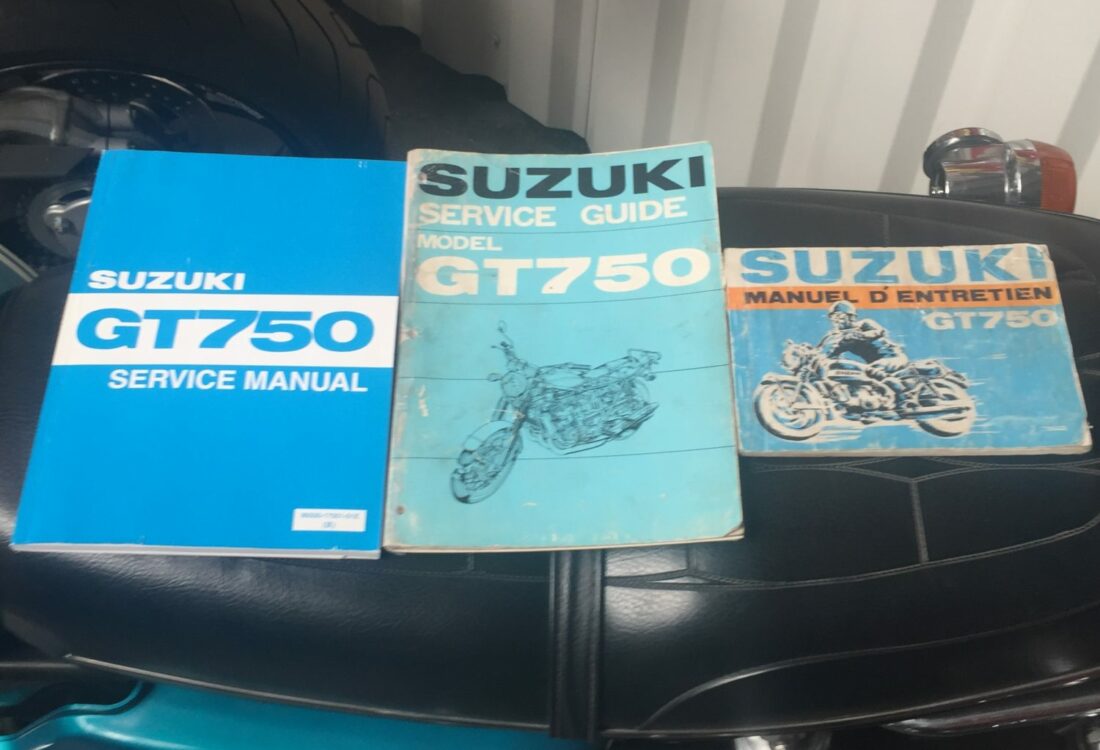 SUZUKI
GT750
SERVICE MANUAL
SUZUKI
SERVICE GUIDE
MODEL
GT750
SUZUKI
MANUEL D'ENTRETIEN
GT750